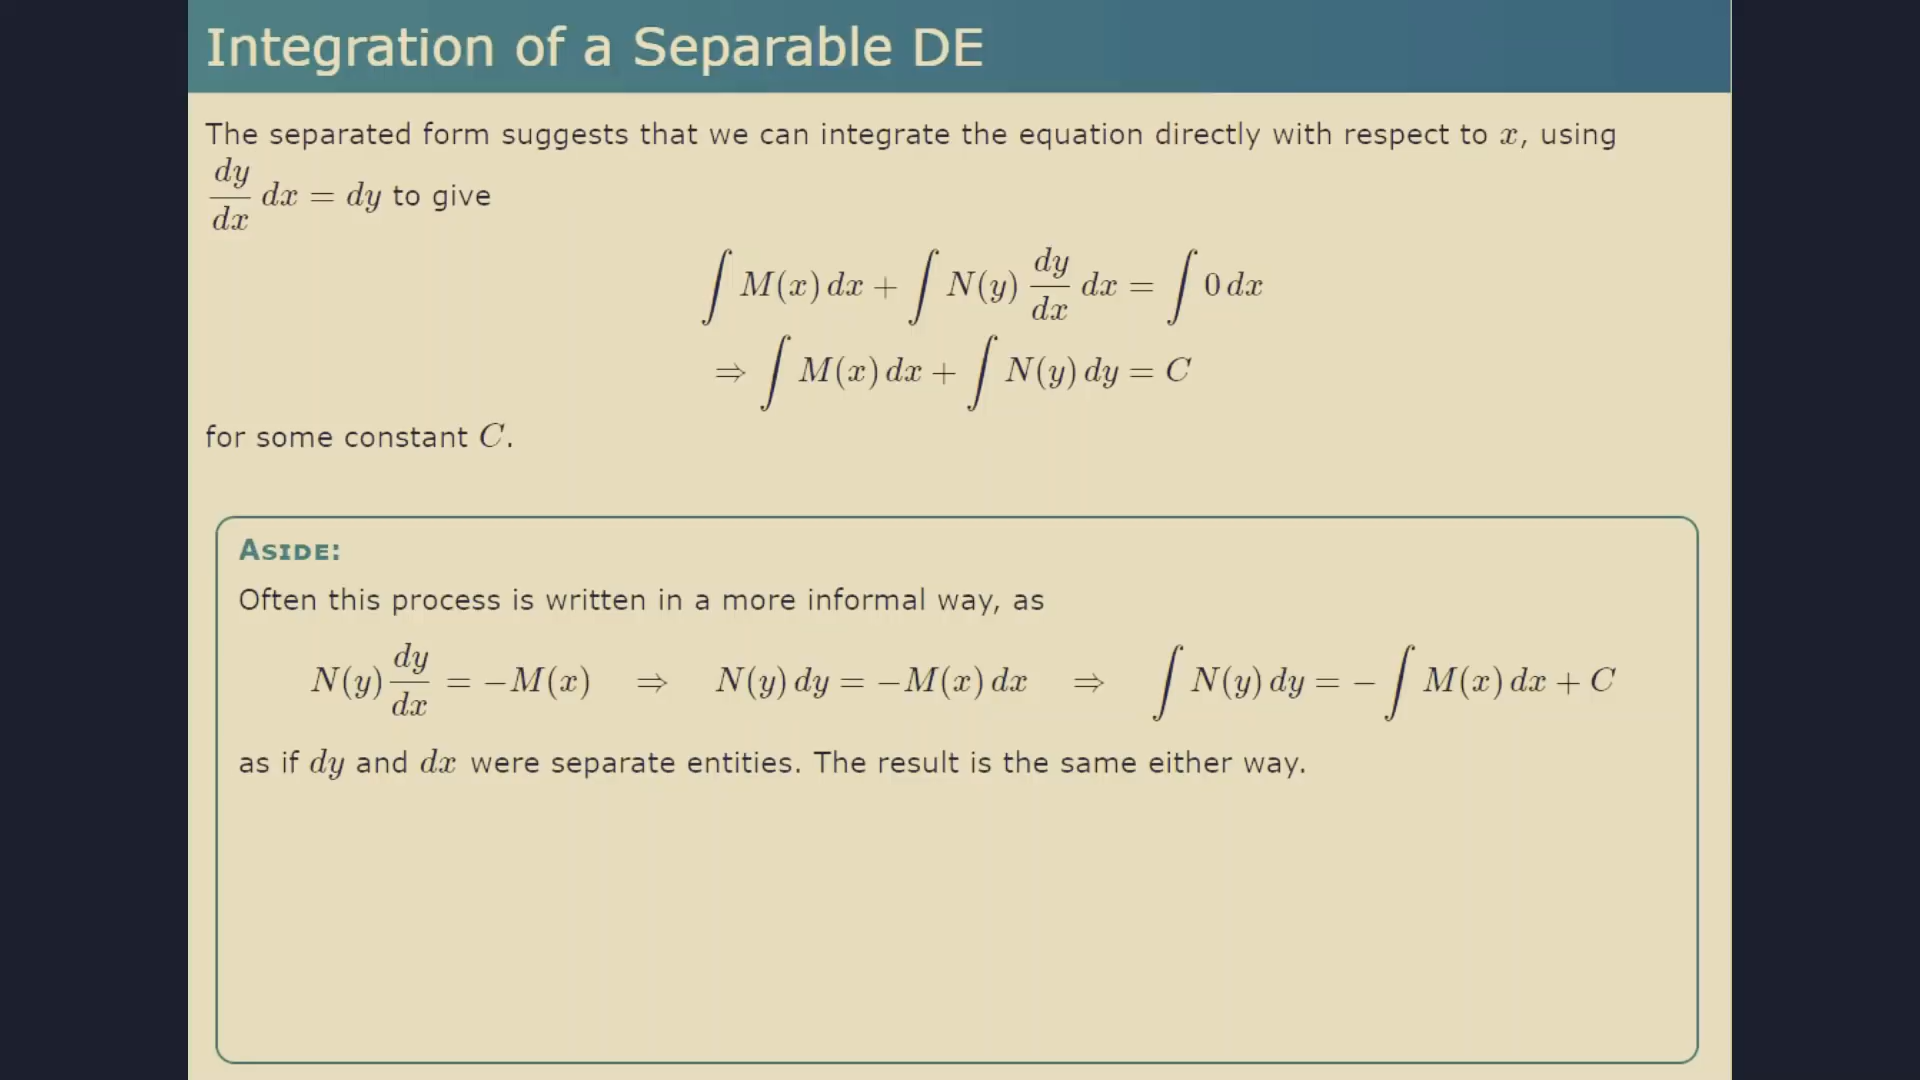 Integration of a Separable DE
The separated form suggests that we can integrate the equation directly with respect to x, using
dy/dx dx = dy to give
∫ M(x) dx + ∫ N(y) dy/dx dx = ∫ 0 dx
⇒ ∫ M(x) dx + ∫ N(y) dy = C
for some constant C.
ASIDE:
Often this process is written in a more informal way, as
N(y) dy/dx = −M(x) ⇒ N(y) dy = −M(x) dx ⇒ ∫ N(y) dy = − ∫ M(x) dx + C
as if dy and dx were separate entities. The result is the same either way.